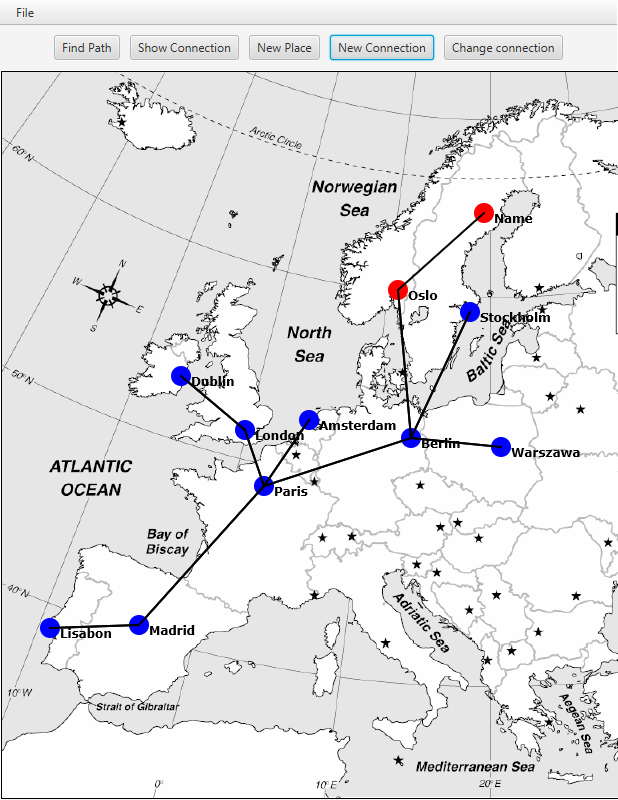 File
Find Path
Show Connection
New Place
New Connection
Change connection
60°N
Arctic Circle
Norwegian
Sea
Name
N
W
E
S
Oslo
Stockholm
North
Sea
Baltic Sea
50°N
Dublin
London
Amsterdam
Berlin
Warszawa
ATLANTIC
OCEAN
Paris
Bay of
Biscay
40°N
Adriatic Sea
Lisabon
Madrid
10°W
Strait of Gibraltar
Aegean Sea
Mediterranean Sea
0°
10°E
20°E